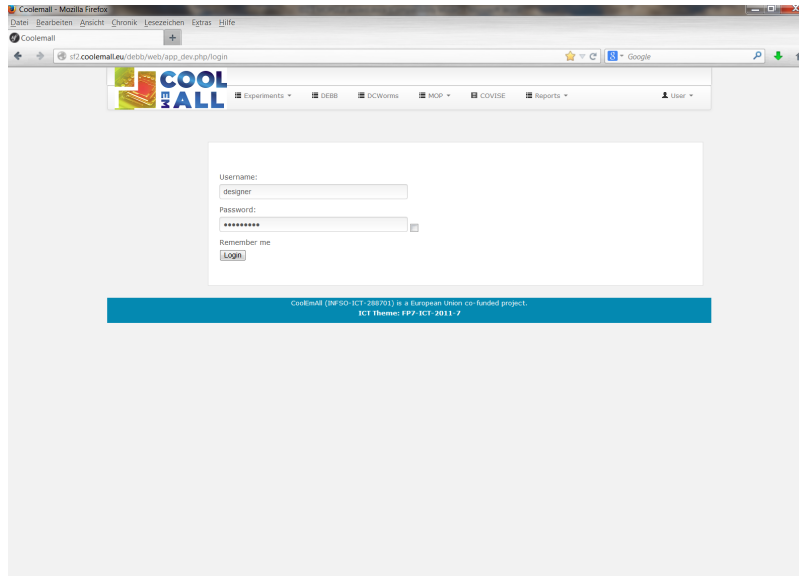 Coolemall - Mozilla Firefox
Datei Bearbeiten Ansicht Chronik Lesezeichen Extras Hilfe
Coolemall
sf2.coolemall.eu/debb/web/app_dev.php/login
Google
COOL
EM ALL
Experiments DEBB DCWorms MOP COVISE Reports User
Username:
designer
Password:
Remember me
Login
CoolEmAll (INFSO-ICT-288701) is a European Union co-funded project.
ICT Theme: FP7-ICT-2011-7